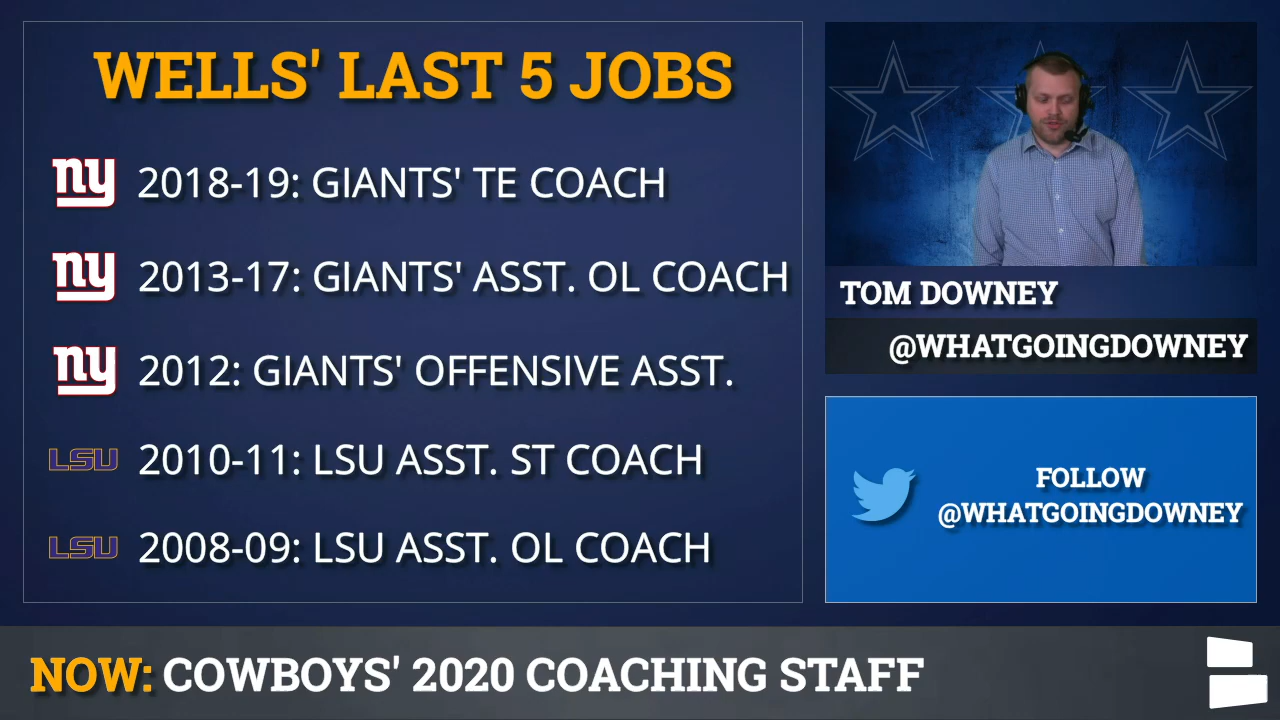 WELLS' LAST 5 JOBS
ny 2018-19: GIANTS' TE COACH
ny 2013-17: GIANTS' ASST. OL COACH
ny 2012: GIANTS' OFFENSIVE ASST.
LSU 2010-11: LSU ASST. ST COACH
LSU 2008-09: LSU ASST. OL COACH
TOM DOWNEY
@WHATGOINGDOWNEY
FOLLOW
@WHATGOINGDOWNEY
NOW: COWBOYS' 2020 COACHING STAFF